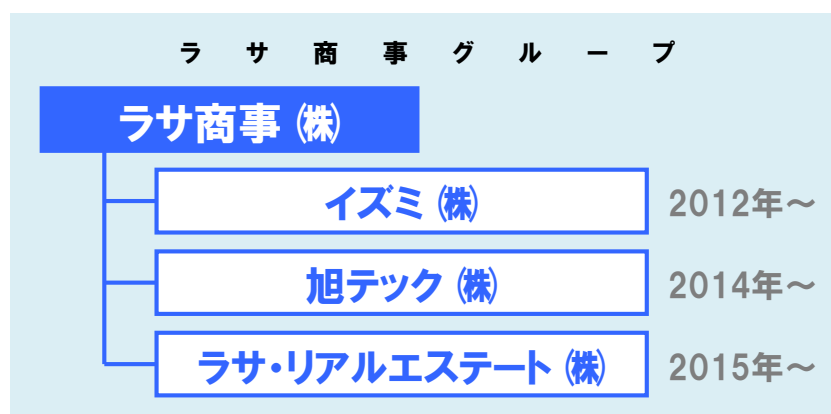 ラサ商事グループ
ラサ商事㈱
イズミ㈱
2012年～
旭テック㈱
2014年～
ラサ・リアルエステート㈱
2015年～